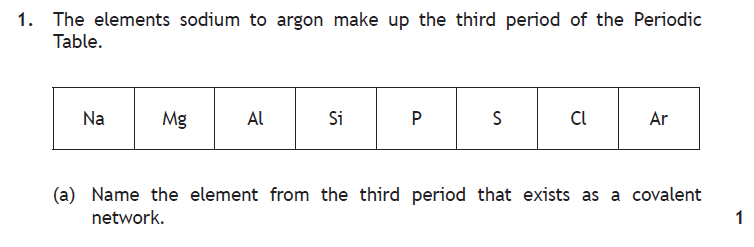 1. The elements sodium to argon make up the third period of the Periodic
Table.
Na Mg Al Si P S Cl Ar
(a) Name the element from the third period that exists as a covalent
network. 1